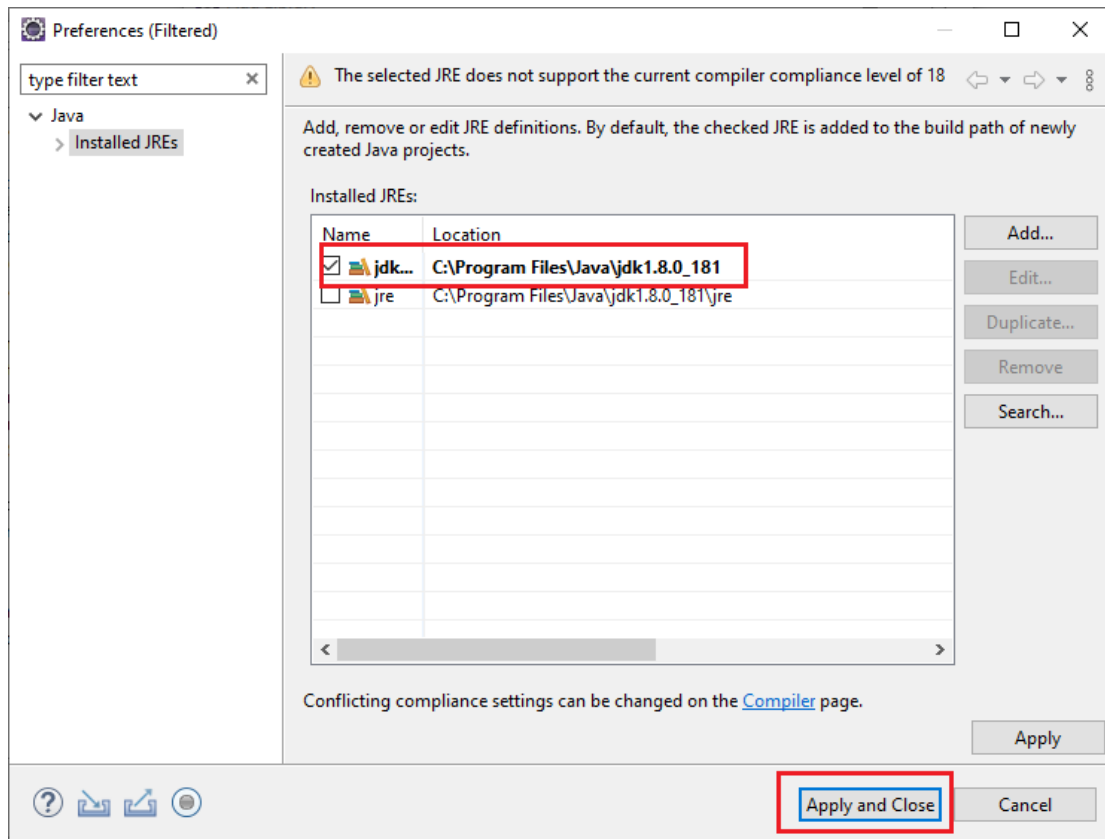 Preferences (Filtered)
type filter text
The selected JRE does not support the current compiler compliance level of 18
Java
Installed JREs
Add, remove or edit JRE definitions. By default, the checked JRE is added to the build path of newly
created Java projects.
Installed JREs:
Name Location
jdk... C:\Program Files\Java\jdk1.8.0_181
jre C:\Program Files\Java\jdk1.8.0_181\jre
Add...
Edit...
Duplicate...
Remove
Search...
Conflicting compliance settings can be changed on the Compiler page.
Apply
Apply and Close
Cancel